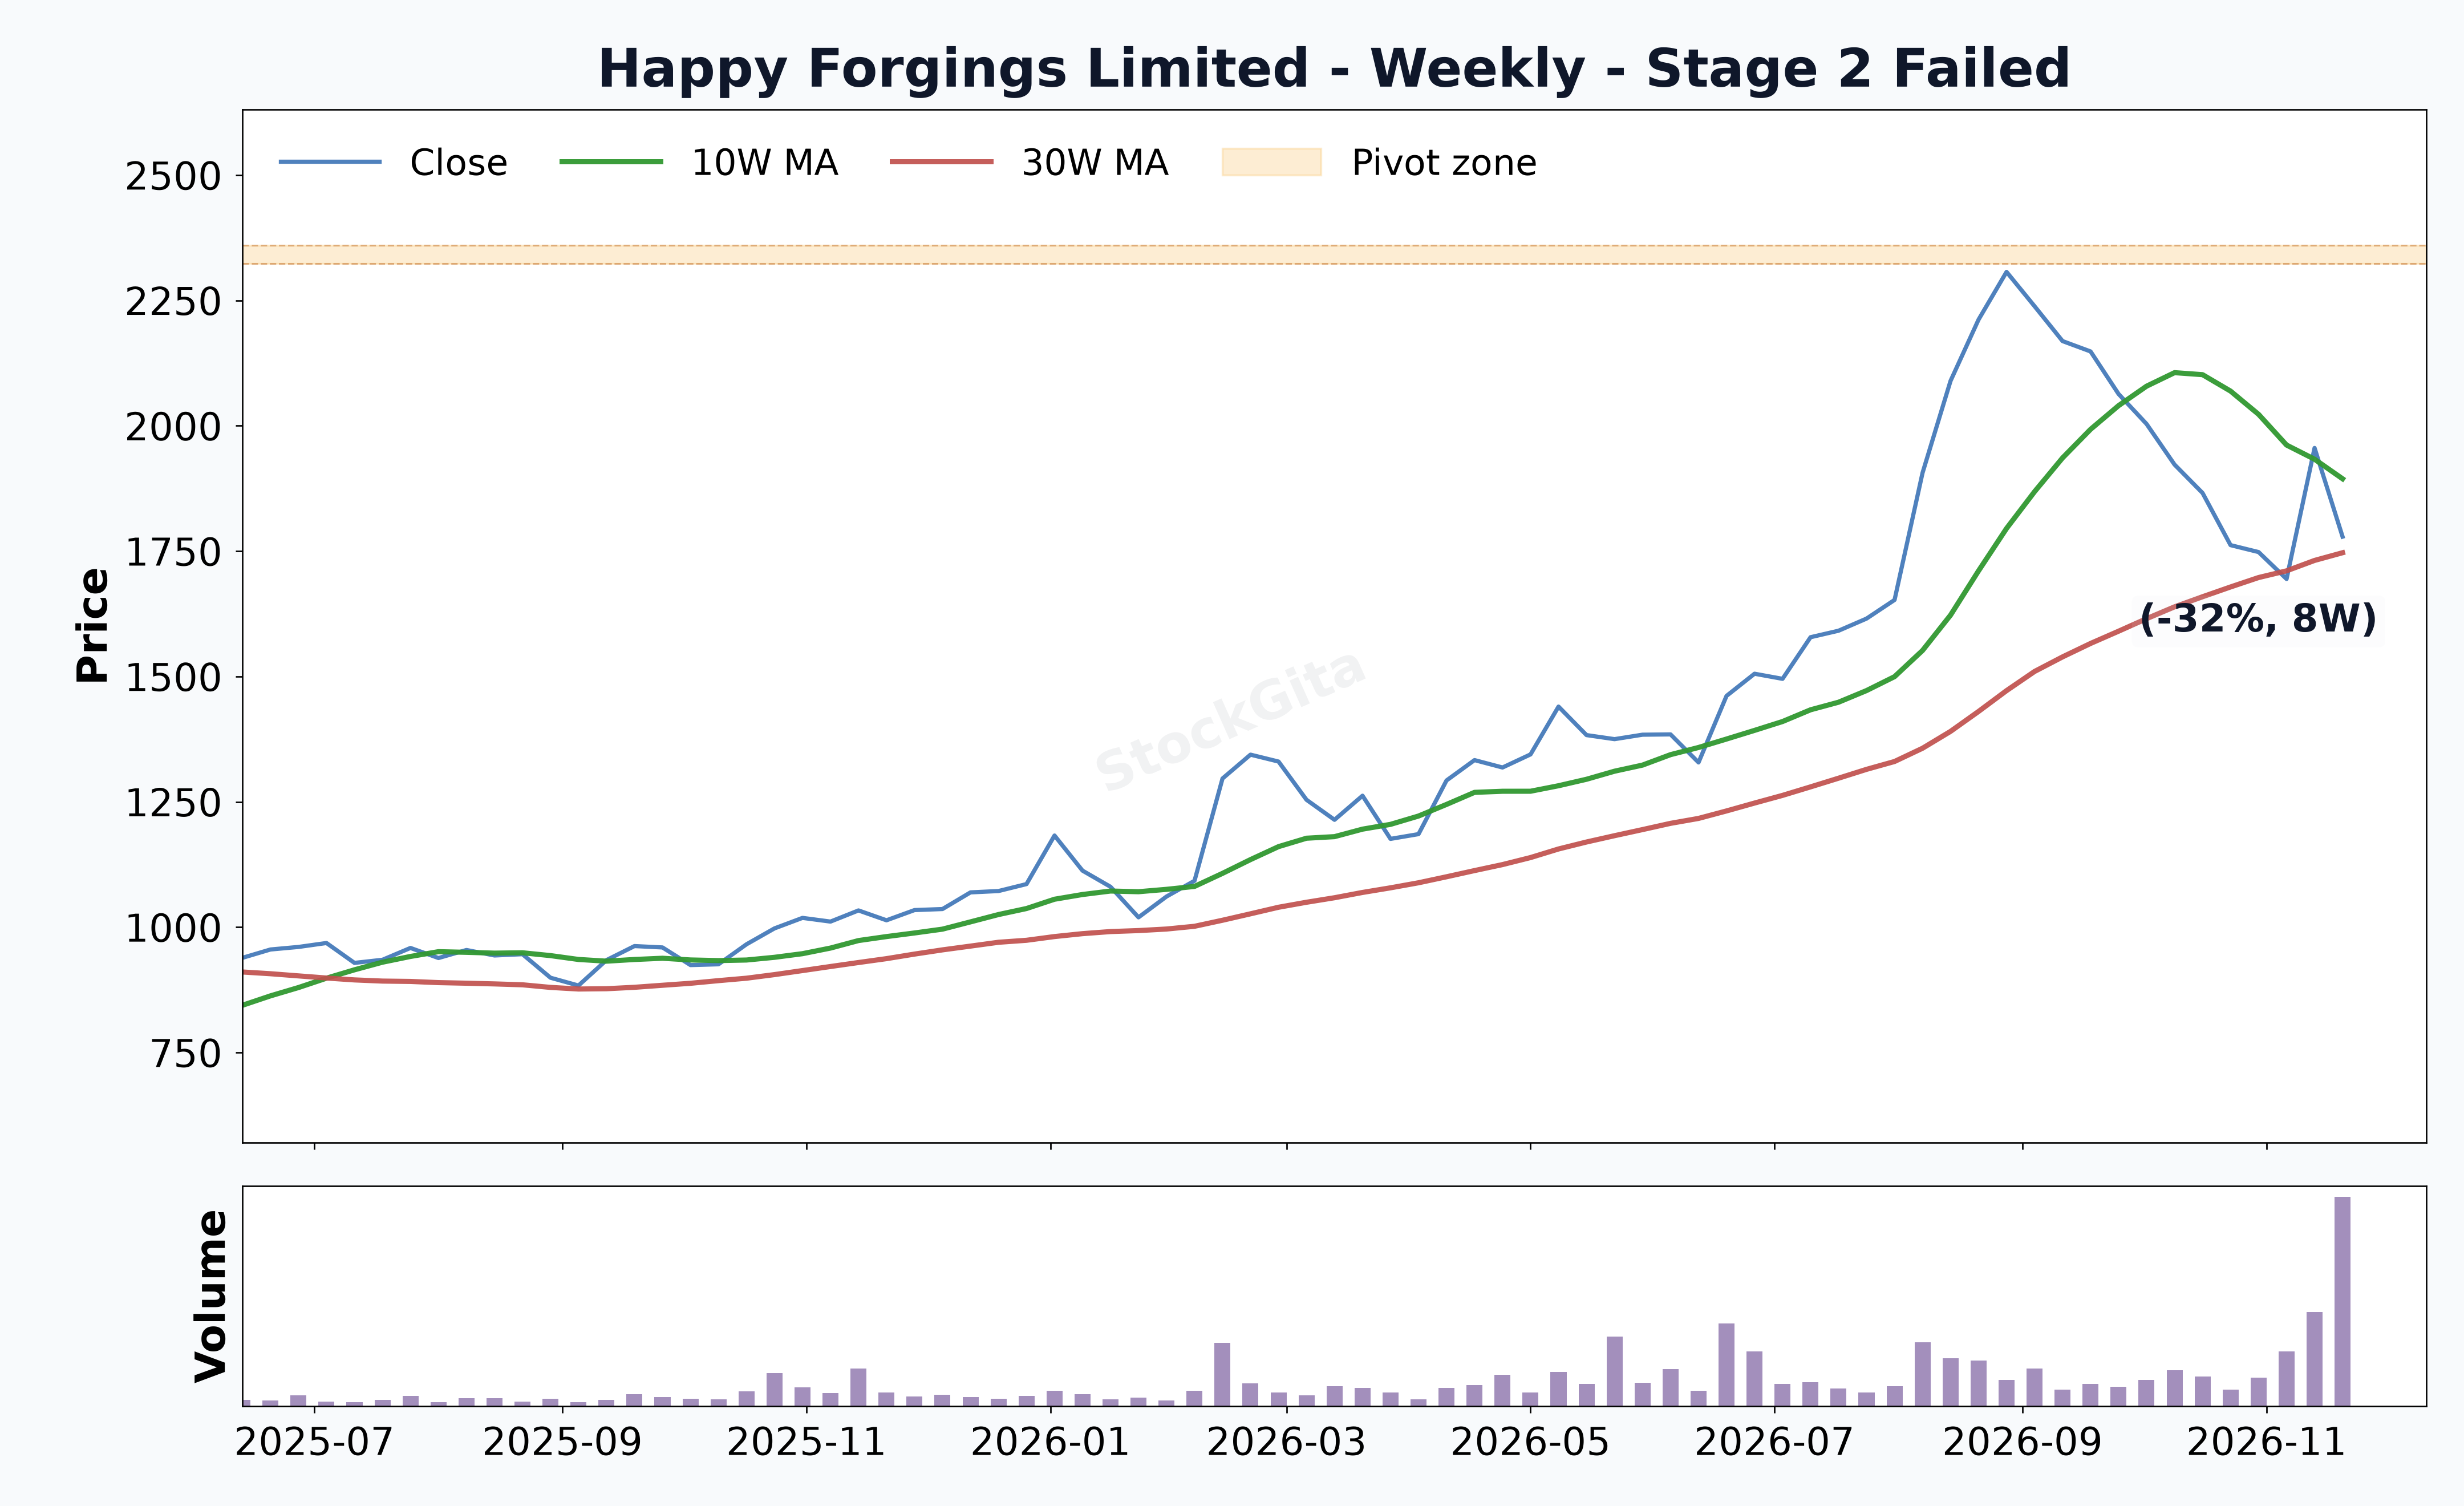 Happy Forgings Limited - Weekly - Stage 2 Failed
Close 10W MA 30W MA Pivot zone
2500
2250
2000
1750
1500
1250
1000
750
Price
(-32%, 8W)
StockGita
Volume
2025-07 2025-09 2025-11 2026-01 2026-03 2026-05 2026-07 2026-09 2026-11